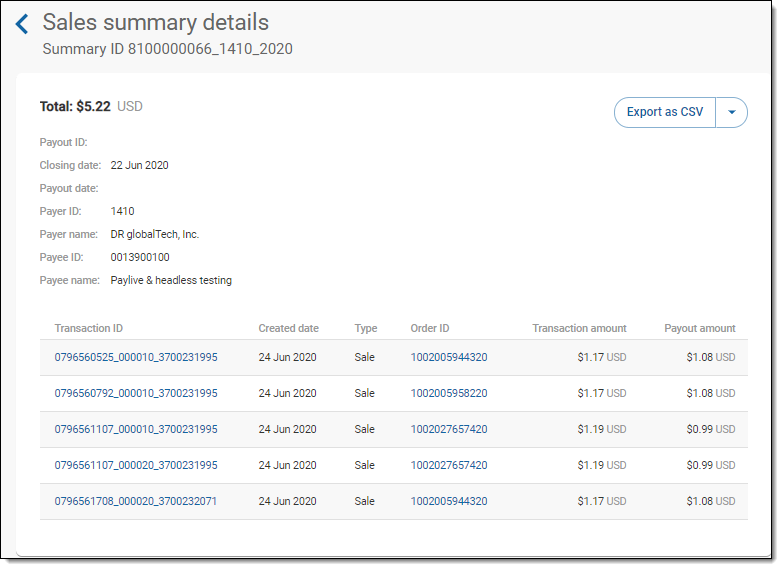 Sales summary details
Summary ID 8100000066_1410_2020
Total: $5.22 USD
Export as CSV
Payout ID:
Closing date: 22 Jun 2020
Payout date:
Payer ID: 1410
Payer name: DR globalTech, Inc.
Payee ID: 0013900100
Payee name: Paylive & headless testing
Transaction ID Created date Type Order ID Transaction amount Payout amount
0796560525_000010_3700231995 24 Jun 2020 Sale 1002005944320 $1.17 USD $1.08 USD
0796560792_000010_3700231995 24 Jun 2020 Sale 1002005958220 $1.17 USD $1.08 USD
0796561107_000010_3700231995 24 Jun 2020 Sale 1002027657420 $1.19 USD $0.99 USD
0796561107_000020_3700231995 24 Jun 2020 Sale 1002027657420 $1.19 USD $0.99 USD
0796561708_000020_3700232071 24 Jun 2020 Sale 1002005944320 $1.17 USD $1.08 USD